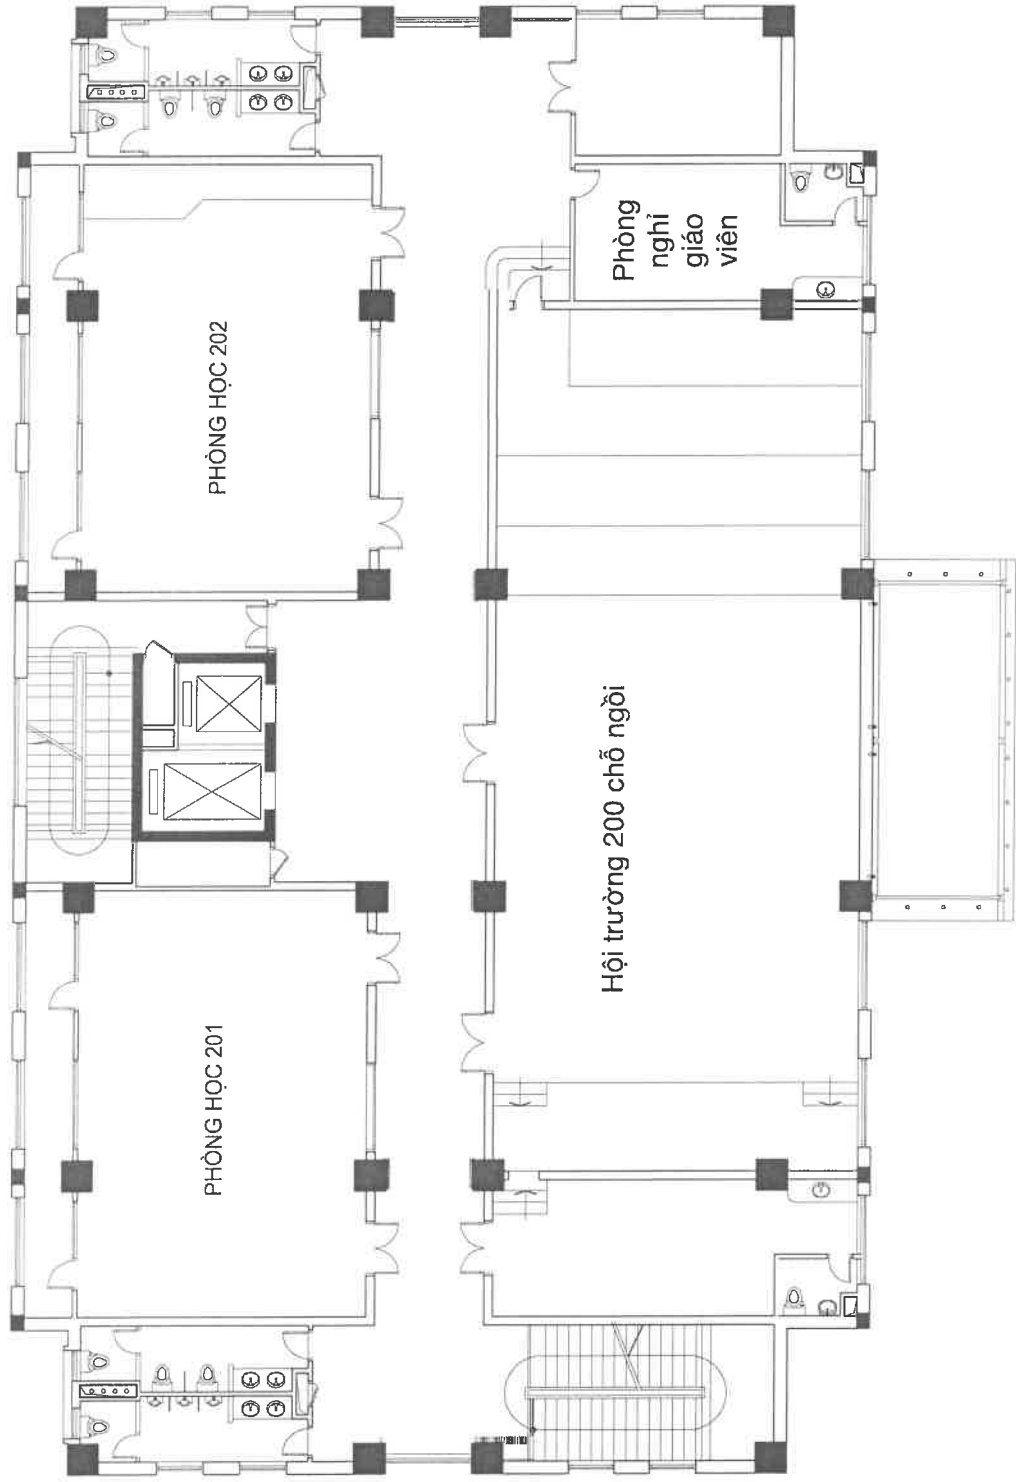 PHÒNG HỌC 202
Phòng
nghỉ
giáo
viên
Hội trường 200 chỗ ngồi
PHÒNG HỌC 201